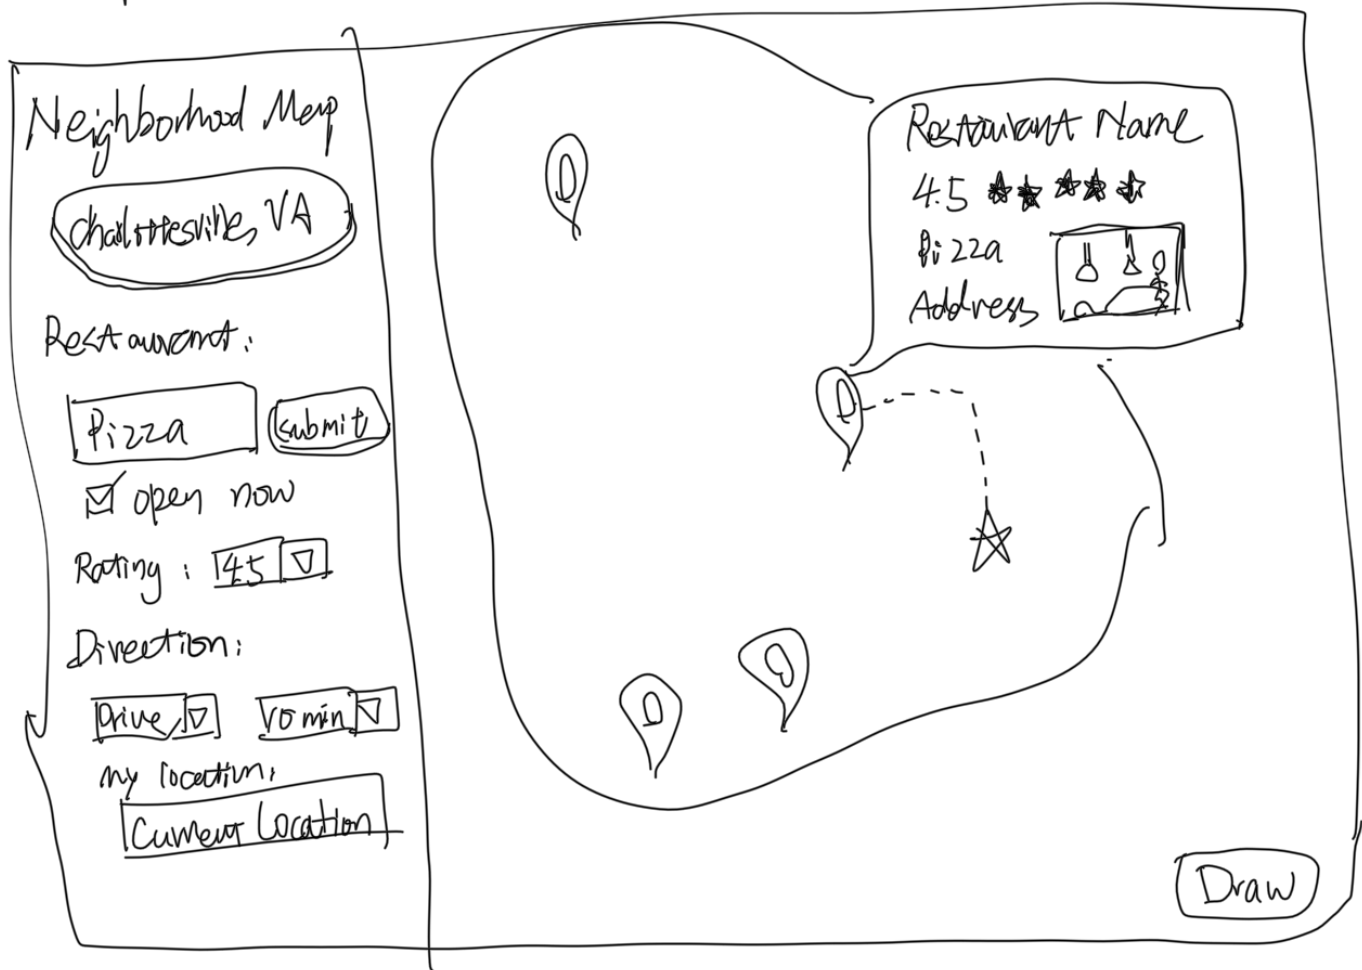 Neighborhood Map
Charlottesville, VA
Restaurant:
Pizza
submit
open now
Rating:
4.5
Direction:
Drive
10 min
my location:
Current Location
Restaurant Name
4.5
Pizza
Address
Draw